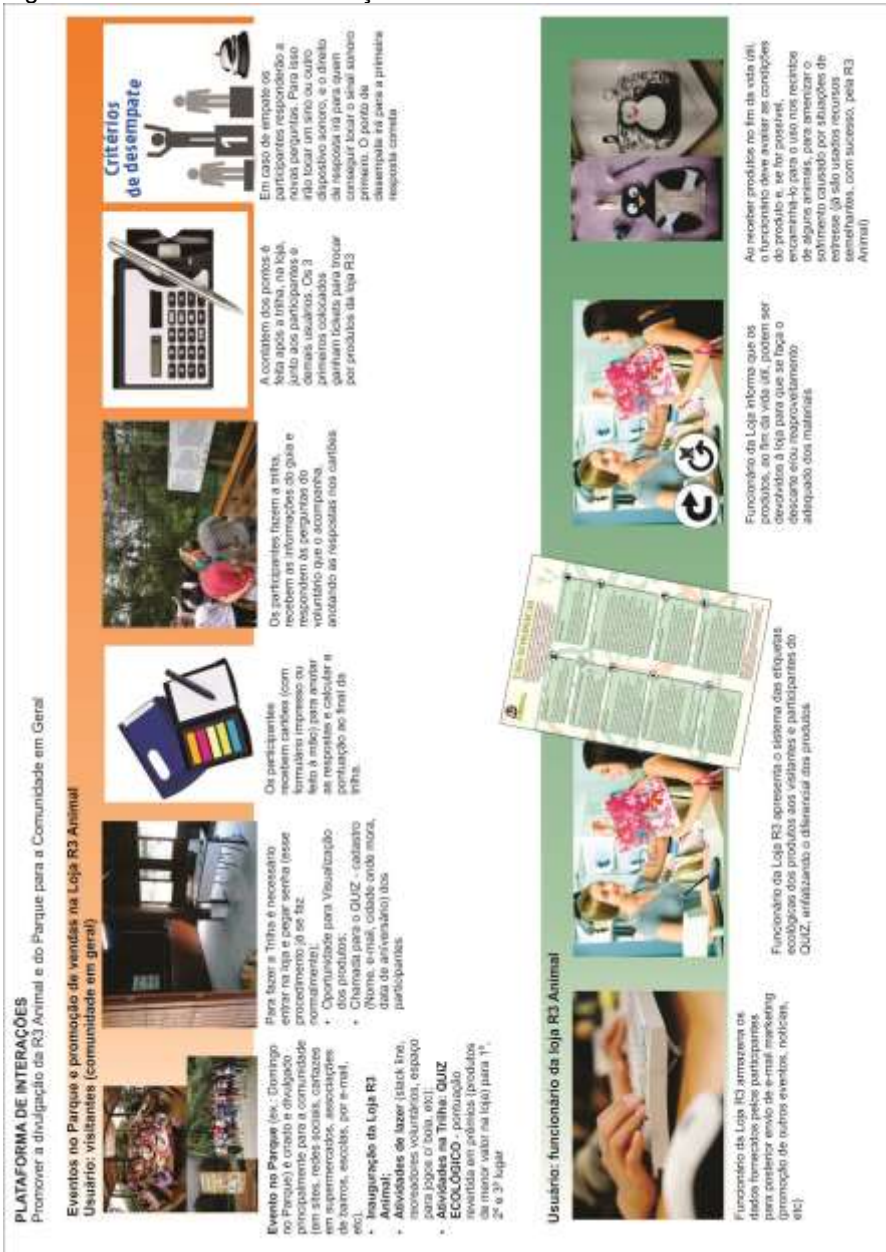 PLATAFORMA DE INTERAÇÕES
Promover a divulgação da R3 Animal e do Parque para a Comunidade em Geral
Eventos no Parque e promoção de vendas na Loja R3 Animal
Usuário: visitantes (comunidade em geral)
Evento no Parque (ex.: Domingo
no Parque) é criado e divulgado
principalmente para a comunidade
(em sites, redes sociais, cartazes
em supermercados, associações
de bairros, escolas, por e-mail,
etc).
• Inauguração da Loja R3
Animal;
• Atividades de lazer (slack line,
recreadores voluntários, espaço
para jogos c/ bola, etc);
• Atividades na Trilha: QUIZ
ECOLÓGICO - pontuação
revertida em prêmios (produtos
de menor valor na loja) para 1º,
2º e 3º lugar
Para fazer a Trilha é necessário
entrar na loja e pegar senha (esse
procedimento já se faz
normalmente);
• Oportunidade para Visualização
dos produtos;
• Chamada para o QUIZ - cadastro
(Nome, e-mail, cidade onde mora,
data de aniversário) dos
participantes
Os participantes
recebem cartões (com
formulário impresso ou
feito à mão) para anotar
as respostas e calcular a
pontuação ao final da
trilha.
Os participantes fazem a trilha,
recebem as informações do guia e
respondem às perguntas do
voluntário que o acompanha,
anotando as respostas nos cartões
A contatem dos pontos é
feita após a trilha, na loja,
junto aos participantes e
demais usuários. Os 3
primeiros colocados
ganham tickets para trocar
por produtos da loja R3
Critérios
de desempate
1
Em caso de empate os
participantes responderão a
novas perguntas. Para isso
irão tocar um sino ou outro
dispositivo sonoro, e o direito
de resposta irá para quem
conseguir tocar o sinal sonoro
primeiro. O ponto de
desempate irá para a primeira
resposta correta
Usuário: funcionário da loja R3 Animal
Funcionário da Loja R3 armazena os
dados fornecidos pelos participantes
para posterior envio de e-mail marketing
(promoção de outros eventos, notícias,
etc)
Funcionário da Loja R3 apresenta o sistema das etiquetas
ecológicas dos produtos aos visitantes e participantes do
QUIZ, enfatizando o diferencial dos produtos
Funcionário da Loja informa que os
produtos, ao fim da vida útil, podem ser
devolvidos à loja para que se faça o
descarte e/ou reaproveitamento
adequado dos materiais
Ao receber produtos no fim da vida útil,
o funcionário deve avaliar as condições
do produto e, se for possível,
encaminhá-lo para o uso nos recintos
de alguns animais, para amenizar o
sofrimento causado por situações de
estresse (já são usados recursos
semelhantes, com sucesso, pela R3
Animal)